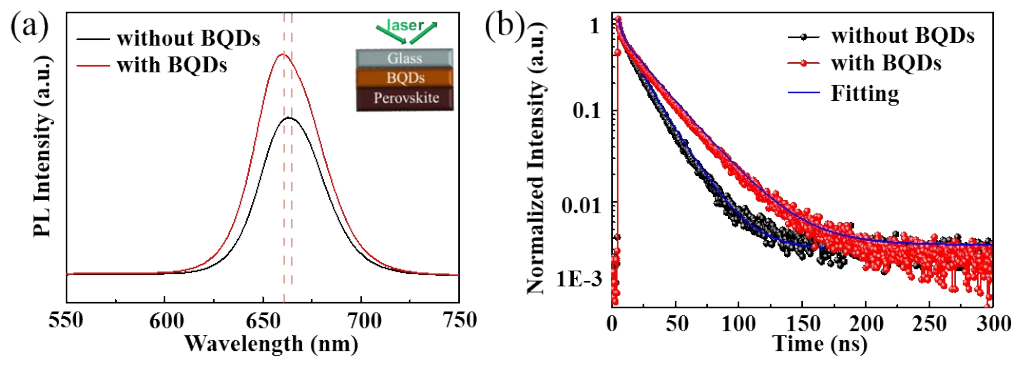 (a)
without BQDs
with BQDs
laser
Glass
BQDs
Perovskite
PL Intensity (a.u.)
550 600 650 700 750
Wavelength (nm)
(b)
without BQDs
with BQDs
Fitting
Normalized Intensity (a.u.)
1
0.1
0.01
1E-3
0 50 100 150 200 250 300
Time (ns)